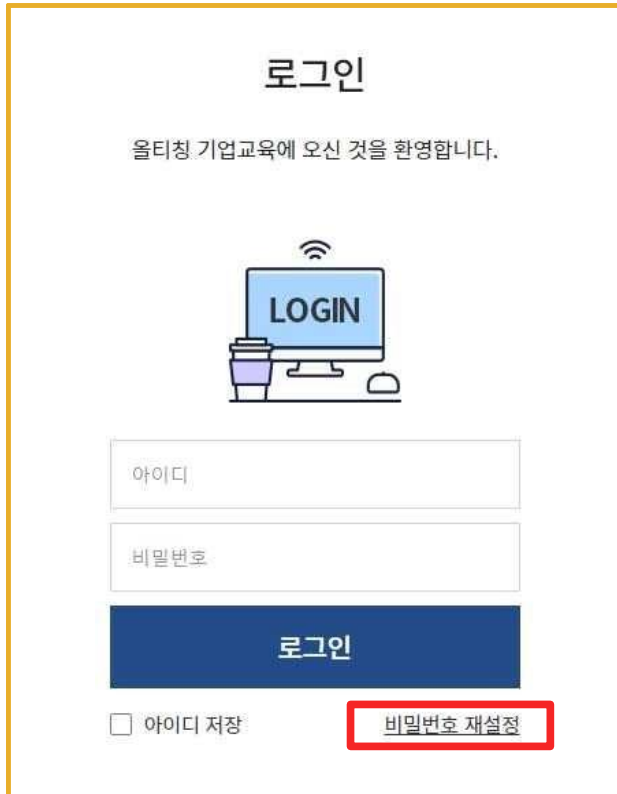 로그인
올티칭 기업교육에 오신 것을 환영합니다.
LOGIN
아이디
비밀번호
로그인
아이디 저장
비밀번호 재설정